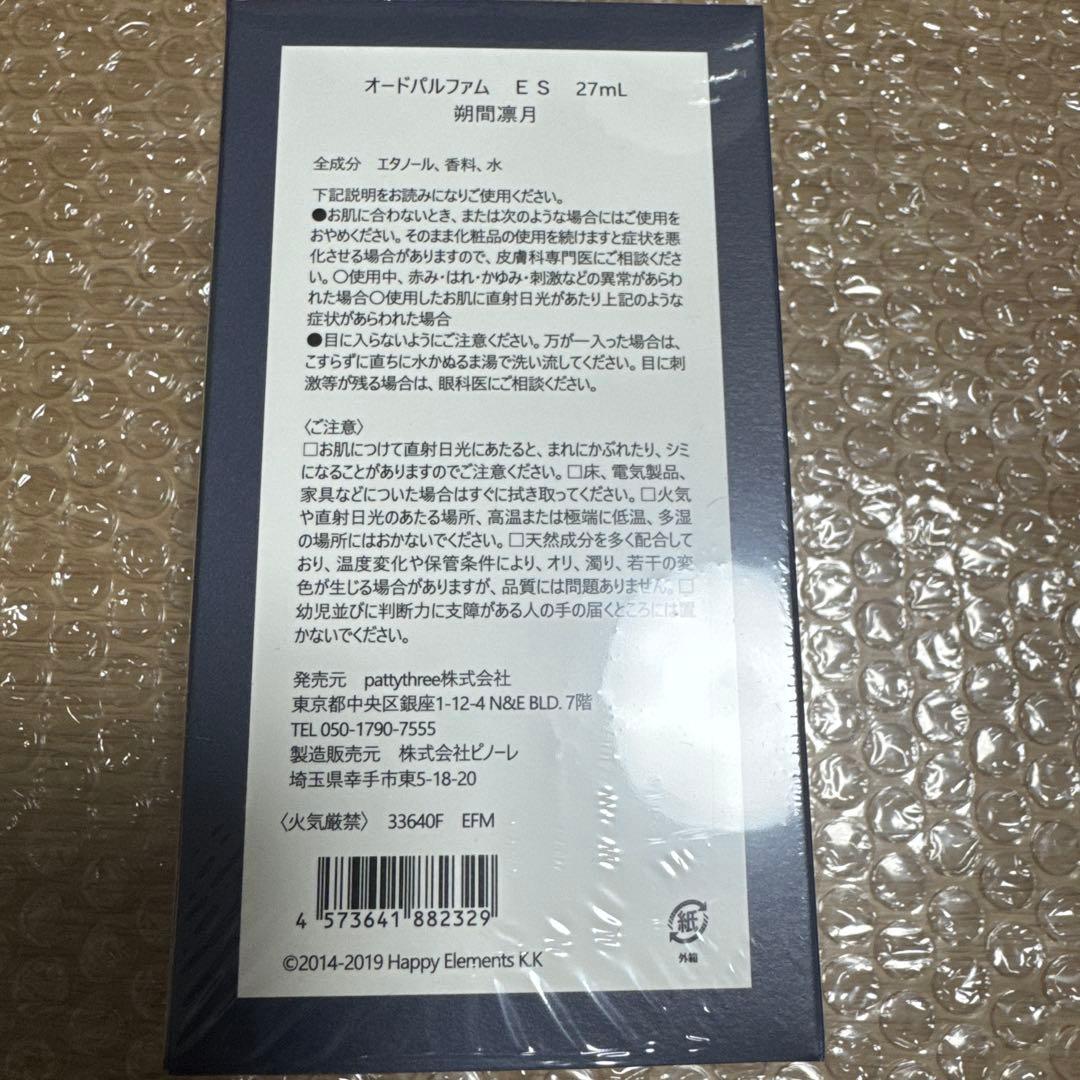 オードパルファム ＥＳ 27mL
朔間凛月
全成分 エタノール、香料、水
下記説明をお読みになりご使用ください。
●お肌に合わないとき、または次のような場合にはご使用を
おやめください。そのまま化粧品の使用を続けますと症状を悪
化させる場合がありますので、皮膚科専門医にご相談くださ
い。○使用中、赤み・はれ・かゆみ・刺激などの異常があらわ
れた場合○使用したお肌に直射日光があたり上記のような
症状があらわれた場合
●目に入らないようにご注意ください。万が一入った場合は、
こすらずに直ちに水かぬるま湯で洗い流してください。目に刺
激等が残る場合は、眼科医にご相談ください。
〈ご注意〉
□お肌につけて直射日光にあたると、まれにかぶれたり、シミ
になることがありますのでご注意ください。□床、電気製品、
家具などについた場合はすぐに拭き取ってください。□火気
や直射日光のあたる場所、高温または極端に低温、多湿
の場所にはおかないでください。□天然成分を多く配合して
おり、温度変化や保管条件により、オリ、濁り、若干の変
色が生じる場合がありますが、品質には問題ありません。□
幼児並びに判断力に支障がある人の手の届くところには置
かないでください。
発売元 pattythree株式会社
東京都中央区銀座1-12-4 N&E BLD. 7階
TEL 050-1790-7555
製造販売元 株式会社ピノーレ
埼玉県幸手市東5-18-20
〈火気厳禁〉 33640F EFM
4 573641 882329
紙
外箱
©2014-2019 Happy Elements K.K